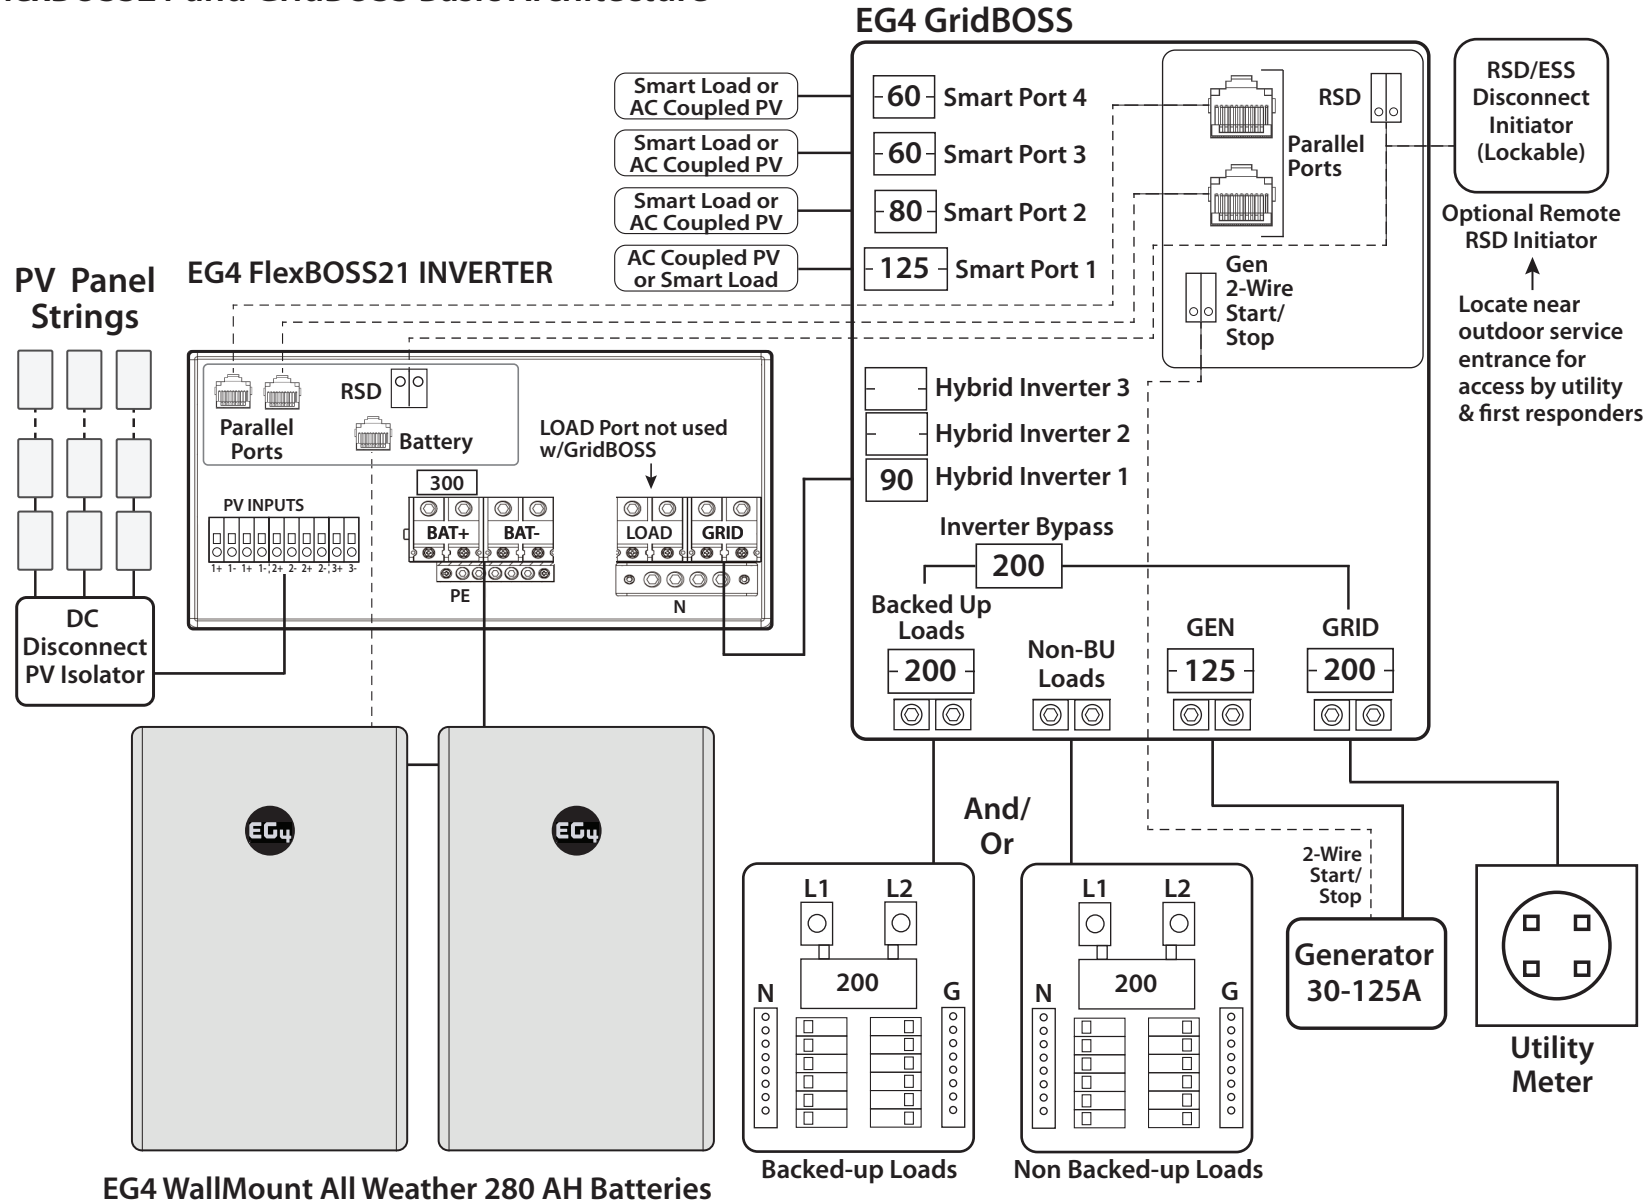 FlexBOSS21 and GridBOSS Basic Architecture
EG4 GridBOSS
Smart Load or
AC Coupled PV
60
Smart Port 4
Smart Load or
AC Coupled PV
60
Smart Port 3
Smart Load or
AC Coupled PV
80
Smart Port 2
AC Coupled PV
or Smart Load
125
Smart Port 1
RSD
Parallel
Ports
Gen
2-Wire
Start/
Stop
RSD/ESS
Disconnect
Initiator
(Lockable)
Optional Remote
RSD Initiator
Locate near
outdoor service
entrance for
access by utility
& first responders
PV Panel
Strings
EG4 FlexBOSS21 INVERTER
Parallel
Ports
RSD
Battery
LOAD Port not used
w/GridBOSS
300
PV INPUTS
1+ 1- 1+ 1- 2+ 2- 2+ 2- 3+ 3-
BAT+
BAT-
PE
LOAD
GRID
N
Hybrid Inverter 3
Hybrid Inverter 2
90
Hybrid Inverter 1
Inverter Bypass
200
Backed Up
Loads
200
Non-BU
Loads
GEN
125
GRID
200
DC
Disconnect
PV Isolator
EG4
EG4
EG4 WallMount All Weather 280 AH Batteries
And/
Or
L1
L2
200
N
G
Backed-up Loads
L1
L2
200
N
G
Non Backed-up Loads
2-Wire
Start/
Stop
Generator
30-125A
Utility
Meter